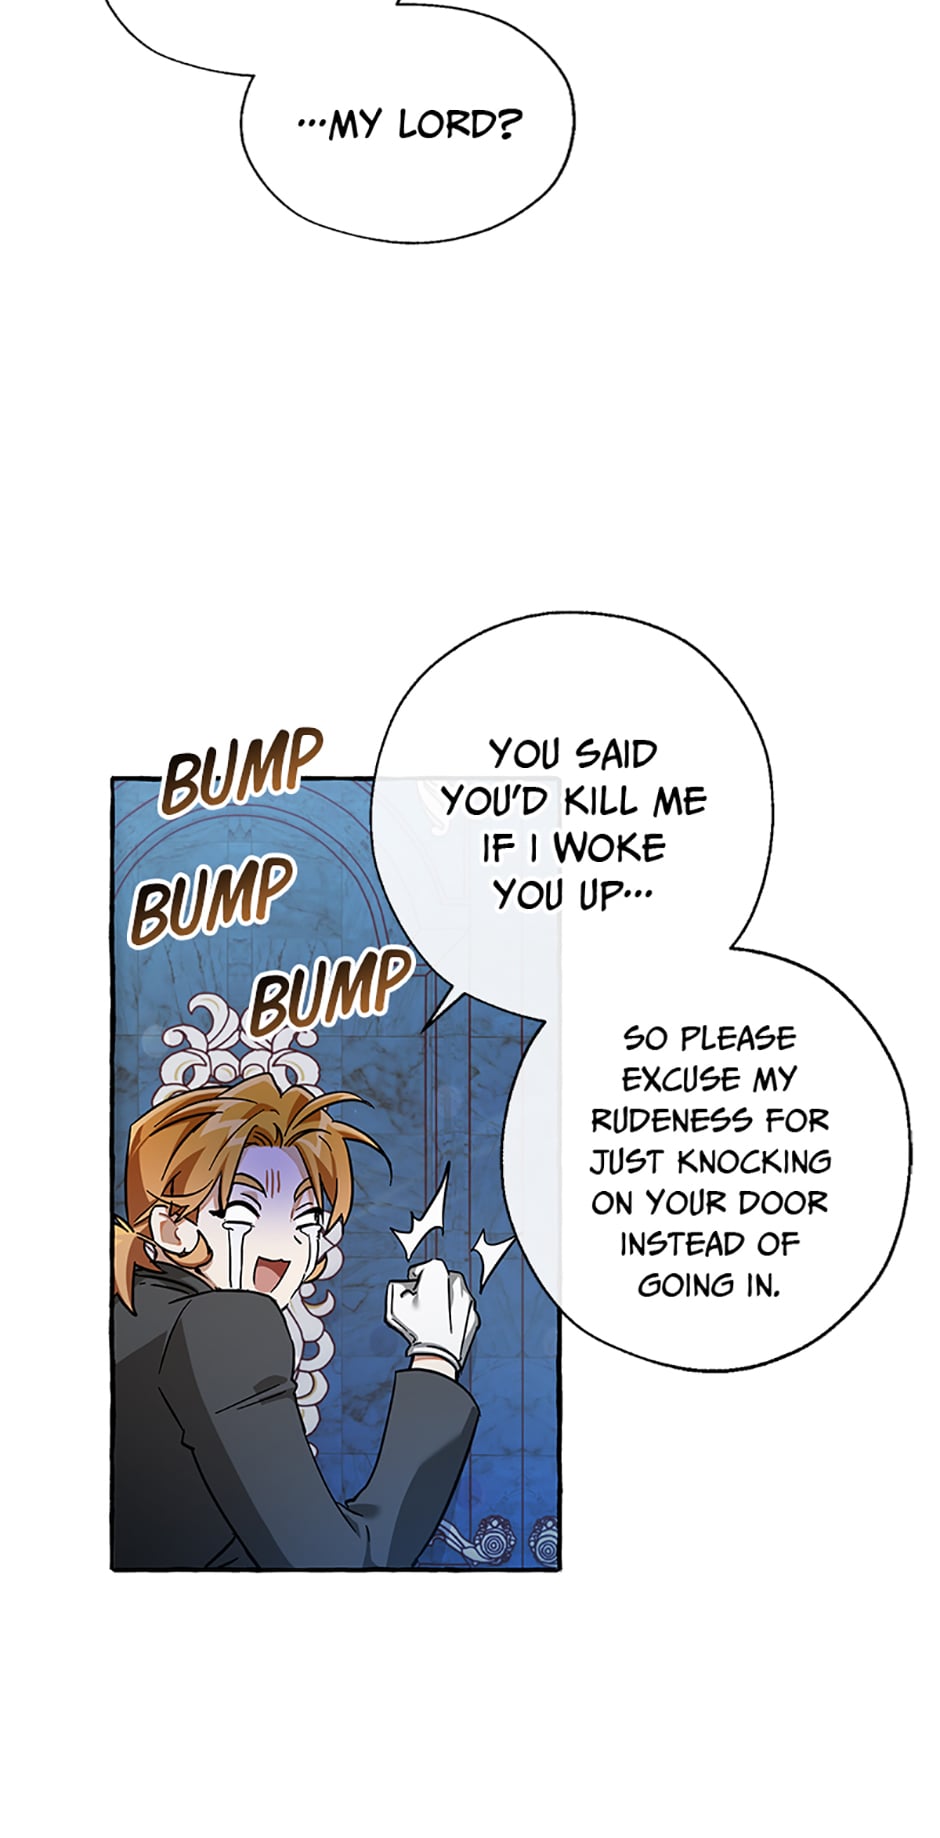 ...MY LORD?
YOU SAID
YOU'D KILL ME
IF I WOKE
YOU UP...
BUMP
BUMP
BUMP
SO PLEASE
EXCUSE MY
RUDENESS FOR
JUST KNOCKING
ON YOUR DOOR
INSTEAD OF
GOING IN.